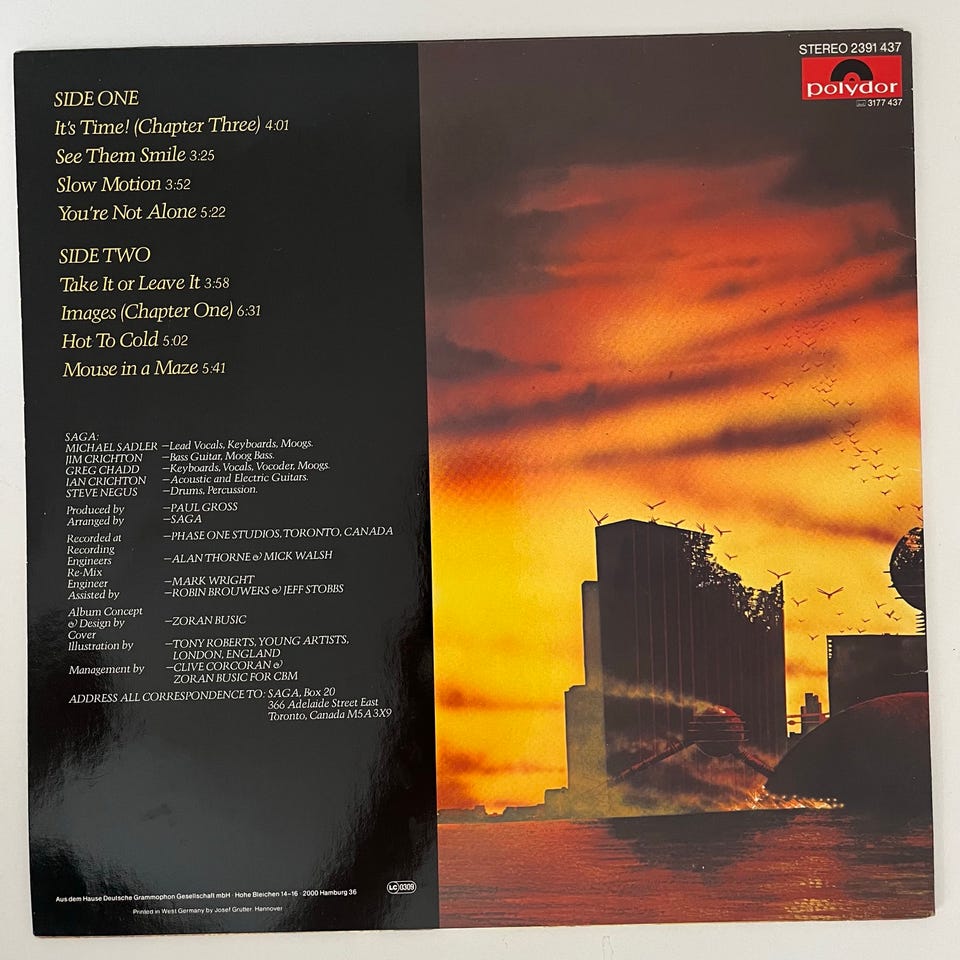 STEREO 2391 437
polydor
3177 437
SIDE ONE
It's Time! (Chapter Three) 4:01
See Them Smile 3:25
Slow Motion 3:52
You're Not Alone 5:22
SIDE TWO
Take It or Leave It 3:58
Images (Chapter One) 6:31
Hot To Cold 5:02
Mouse in a Maze 5:41
SAGA:
MICHAEL SADLER –Lead Vocals, Keyboards, Moogs.
JIM CRICHTON –Bass Guitar, Moog Bass.
GREG CHADD –Keyboards, Vocals, Vocoder, Moogs.
IAN CRICHTON –Acoustic and Electric Guitars.
STEVE NEGUS –Drums, Percussion.
Produced by –PAUL GROSS
Arranged by –SAGA
Recorded at –PHASE ONE STUDIOS, TORONTO, CANADA
Recording
Engineers –ALAN THORNE & MICK WALSH
Re-Mix
Engineer –MARK WRIGHT
Assisted by –ROBIN BROUWERS & JEFF STOBBS
Album Concept
& Design by –ZORAN BUSIC
Cover
Illustration by –TONY ROBERTS, YOUNG ARTISTS,
LONDON, ENGLAND
Management by –CLIVE CORCORAN &
ZORAN BUSIC FOR CBM
ADDRESS ALL CORRESPONDENCE TO: SAGA, Box 20
366 Adelaide Street East
Toronto, Canada M5A 3X9
Aus dem Hause Deutsche Grammophon Gesellschaft mbH · Hohe Bleichen 14–16 · 2000 Hamburg 36
LC 0309
Printed in West Germany by Josef Grütter, Hannover